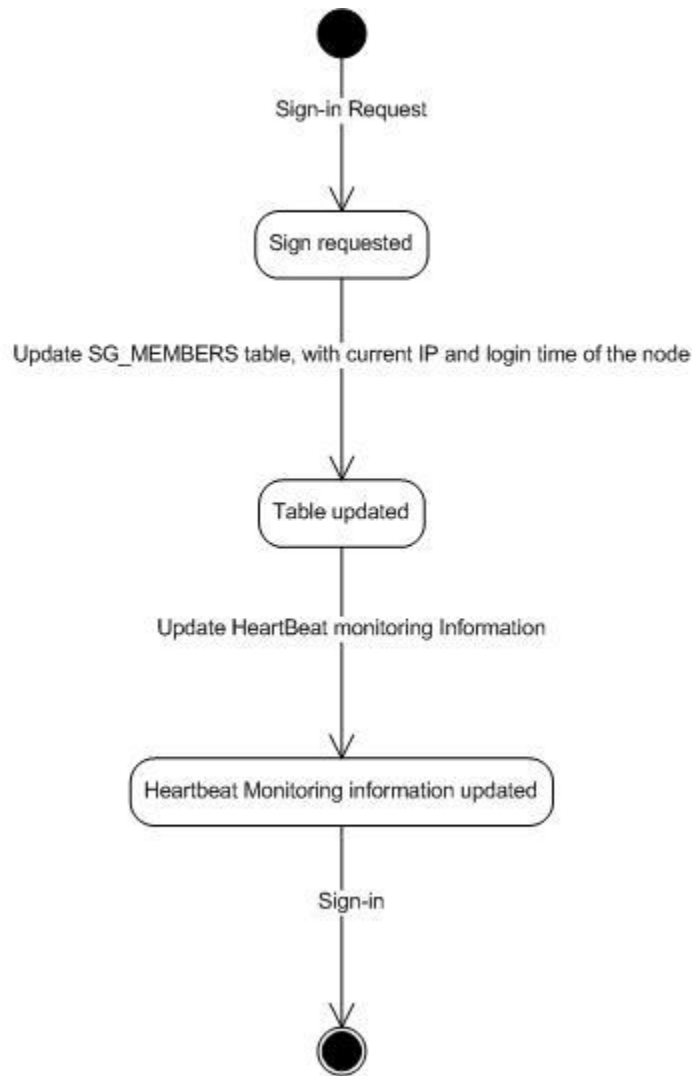 Sign-in Request
Sign requested
Update SG_MEMBERS table, with current IP and login time of the node
Table updated
Update HeartBeat monitoring Information
Heartbeat Monitoring information updated
Sign-in